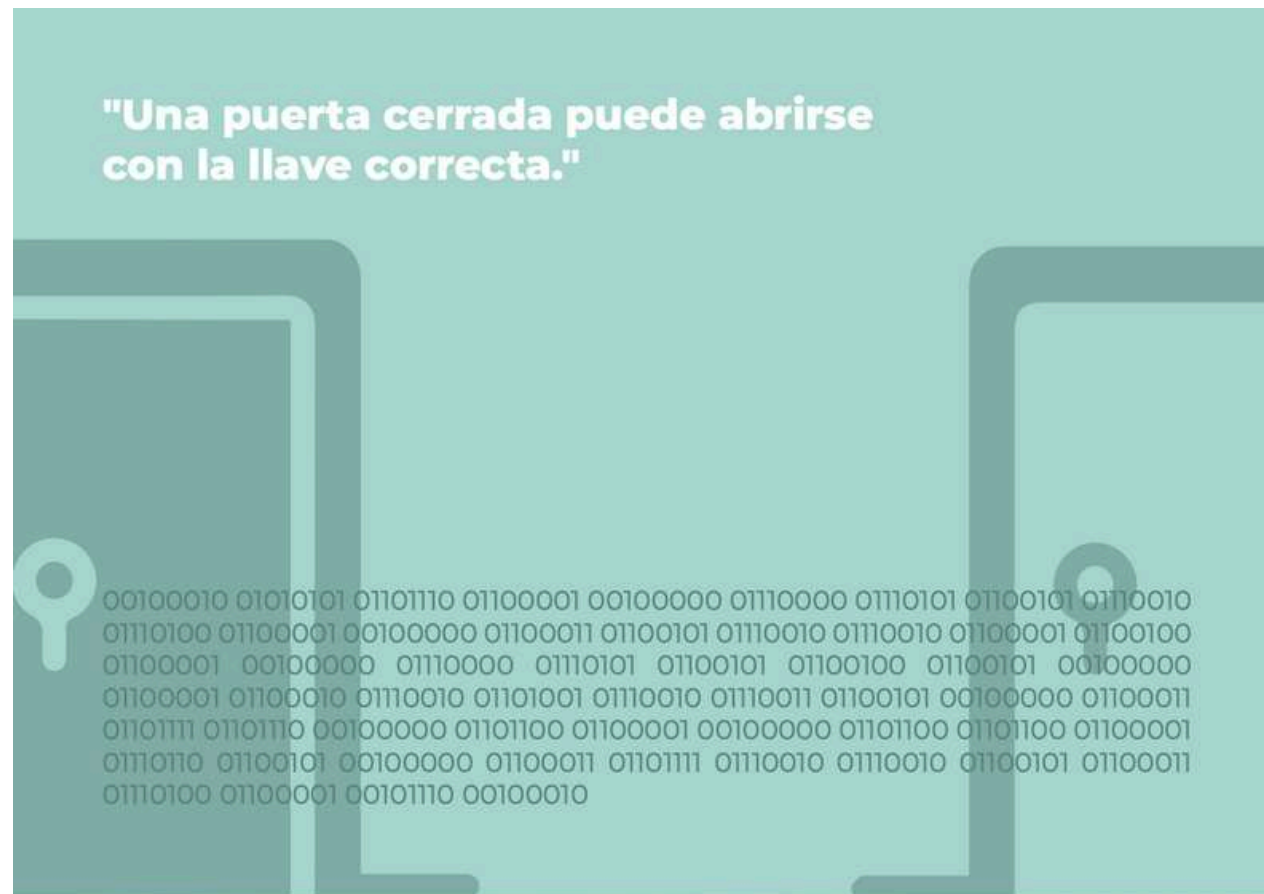 "Una puerta cerrada puede abrirse
con la llave correcta."
00100010 01010101 01101110 01100001 00100000 01110000 01110101 01100101 01110010
01110100 01100001 00100000 01100011 01100101 01110010 01110010 01100001 01100100
01100001 00100000 01110000 01110101 01100101 01100100 01100101 00100000
01100001 01100010 01110010 01101001 01110010 01110011 01100101 00100000 01100011
01101111 01101110 00100000 01101100 01100001 00100000 01101100 01101100 01100001
01110110 01100101 00100000 01100011 01101111 01110010 01110010 01100101 01100011
01110100 01100001 00101110 00100010